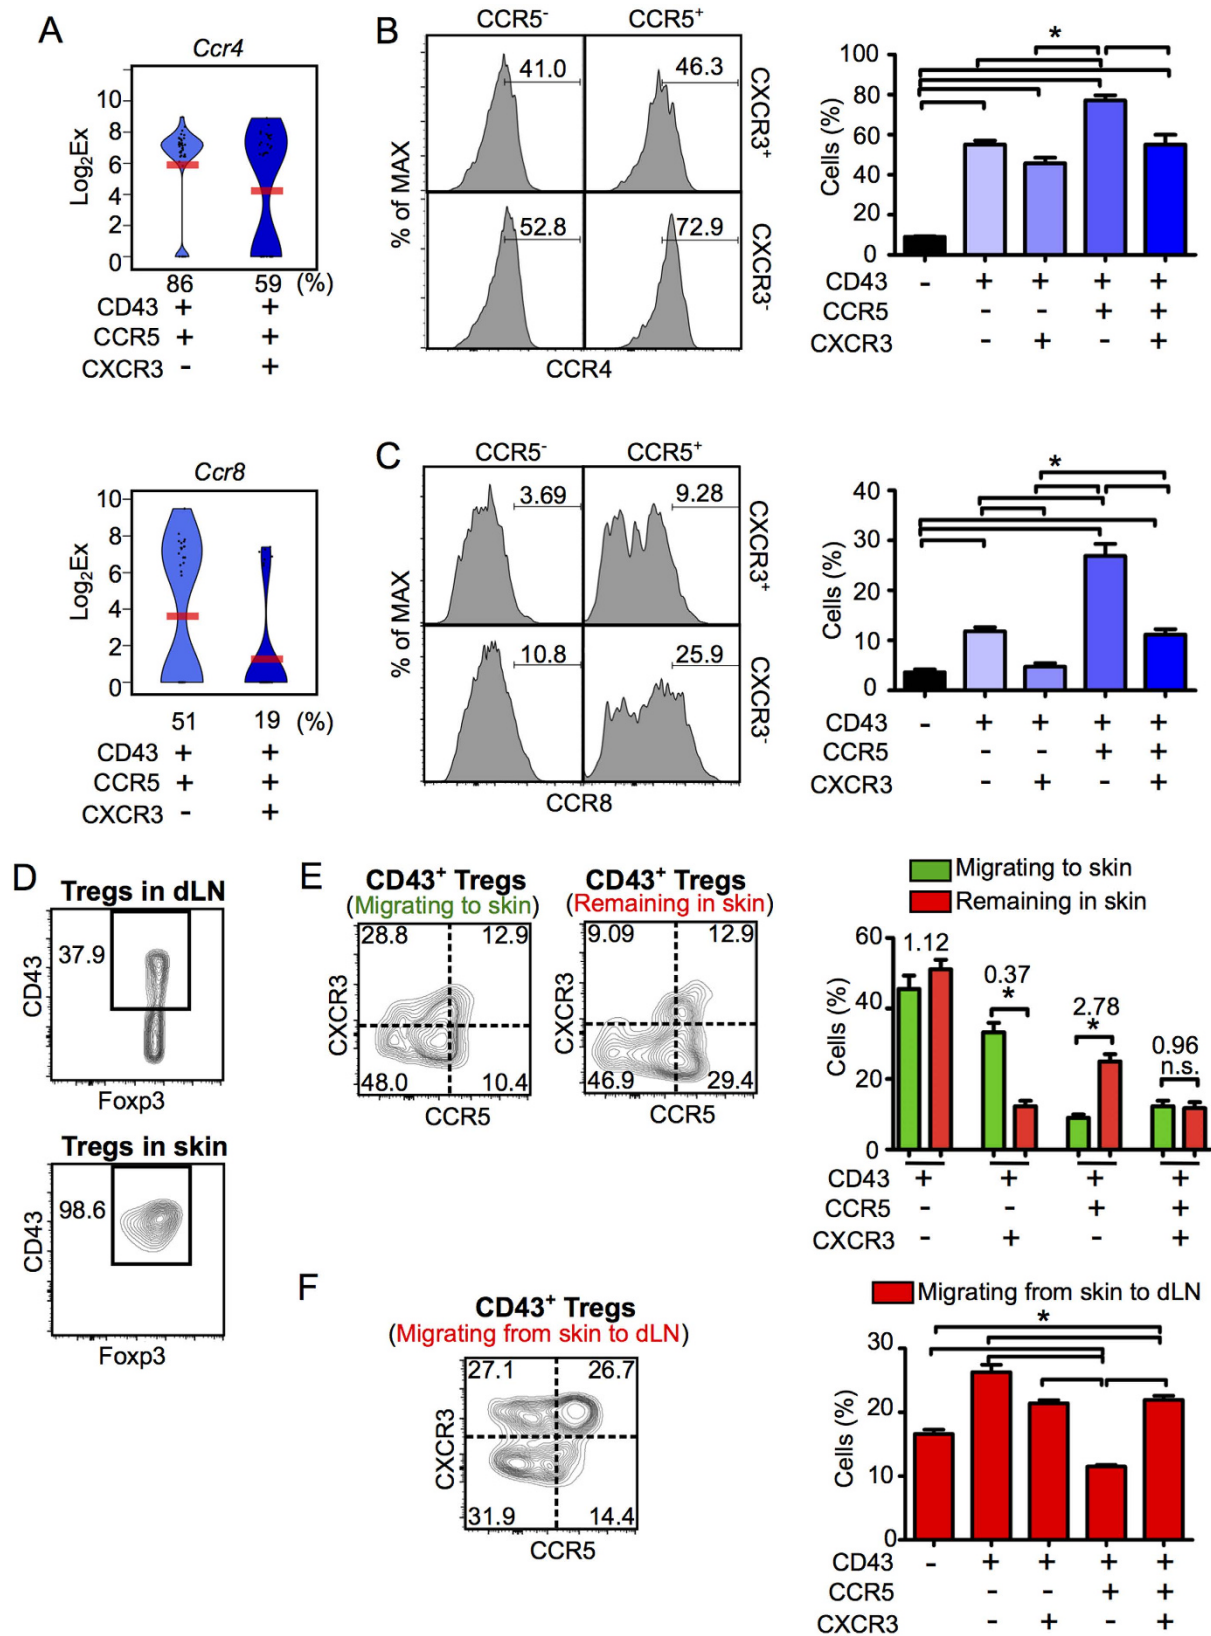 A
Ccr4
Log2Ex
10
8
6
4
2
0
86 59 (%)
CD43 + +
CCR5 + +
CXCR3 - +
B
CCR5- CCR5+
41.0 46.3
CXCR3+
52.8 72.9
CXCR3-
% of MAX
CCR4
Cells (%)
100
80
60
40
20
0
CD43 - + + + +
CCR5 - - + +
CXCR3 - + - +
*
Ccr8
Log2Ex
10
8
6
4
2
0
51 19 (%)
CD43 + +
CCR5 + +
CXCR3 - +
C
CCR5- CCR5+
3.69 9.28
CXCR3+
10.8 25.9
CXCR3-
% of MAX
CCR8
Cells (%)
40
30
20
10
0
*
CD43 - + + + +
CCR5 - - + +
CXCR3 - + - +
D
Tregs in dLN
37.9
CD43
Foxp3
Tregs in skin
98.6
CD43
Foxp3
E
CD43+ Tregs
(Migrating to skin)
28.8 12.9
48.0 10.4
CXCR3
CCR5
CD43+ Tregs
(Remaining in skin)
9.09 12.9
46.9 29.4
CXCR3
CCR5
Migrating to skin
Remaining in skin
Cells (%)
60
40
20
0
1.12
0.37
*
2.78
*
0.96
n.s.
CD43 + + + +
CCR5 - - + +
CXCR3 - + - +
F
CD43+ Tregs
(Migrating from skin to dLN)
27.1 26.7
31.9 14.4
CXCR3
CCR5
Migrating from skin to dLN
Cells (%)
30
20
10
0
*
CD43 - + + + +
CCR5 - - + +
CXCR3 - + - +